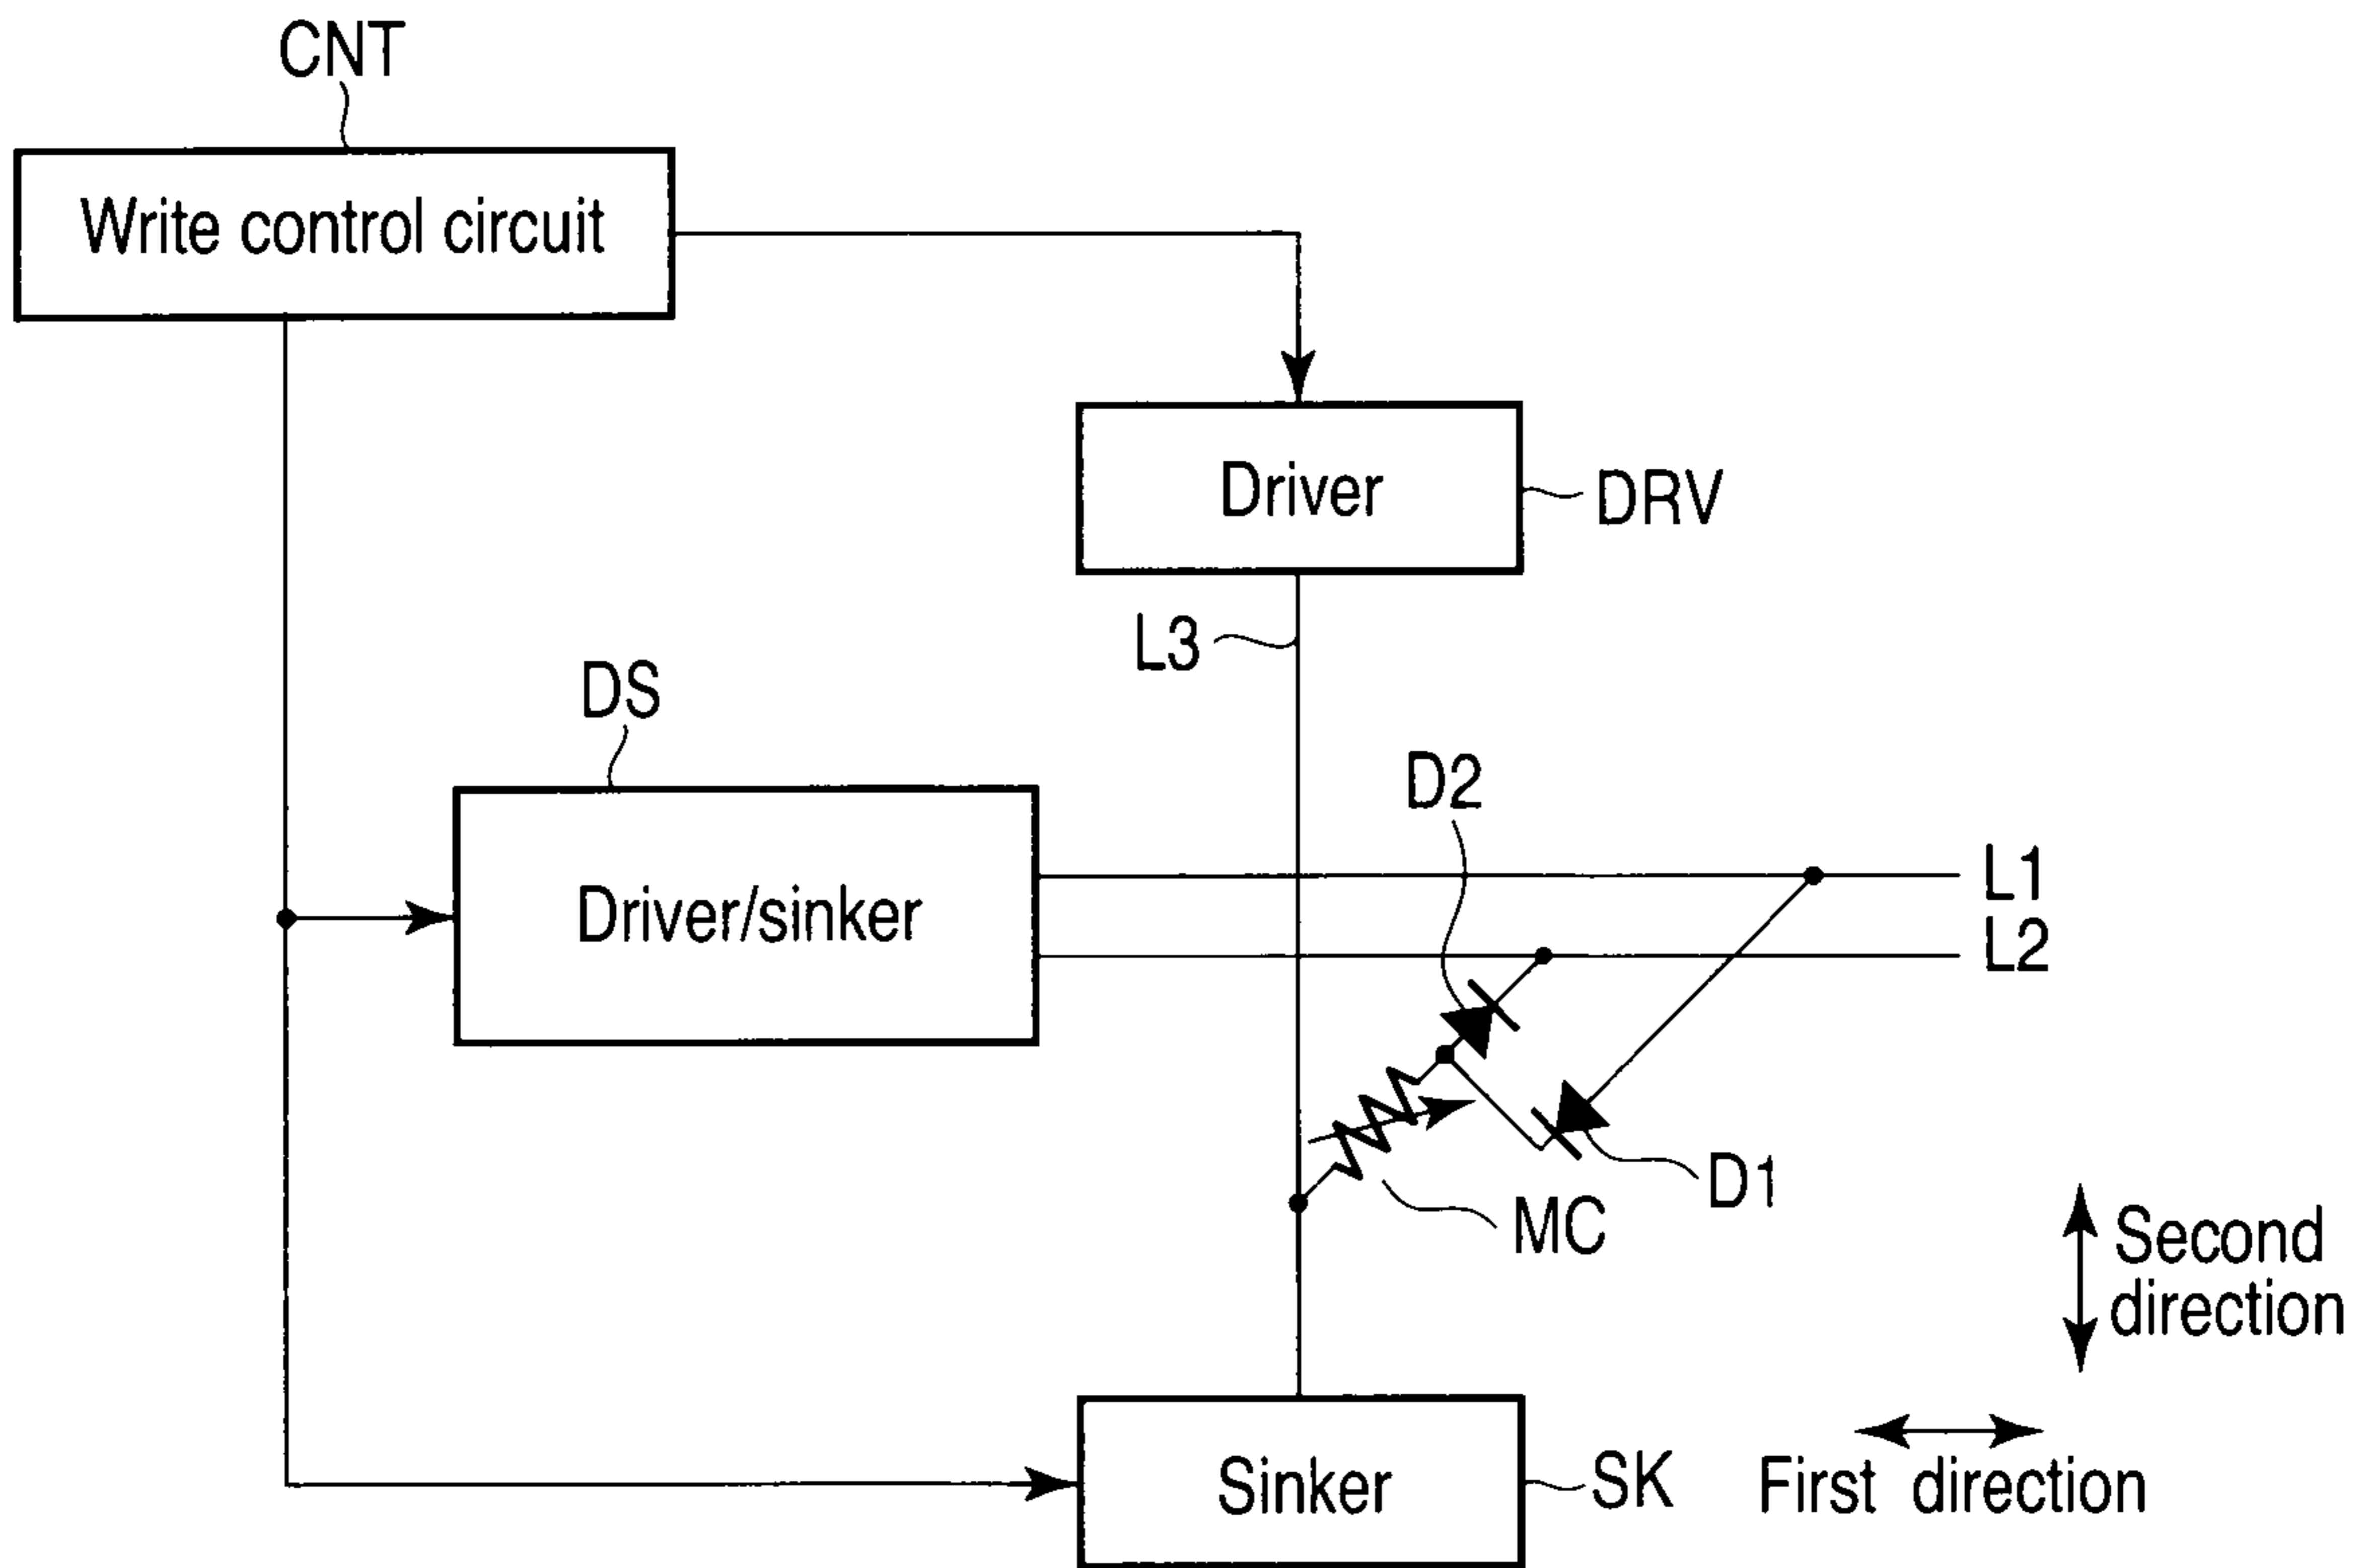 CNT
Write control circuit
Driver
DRV
L3
DS
D2
Driver/sinker
L1
L2
D1
MC
Second
direction
Sinker
SK
First direction